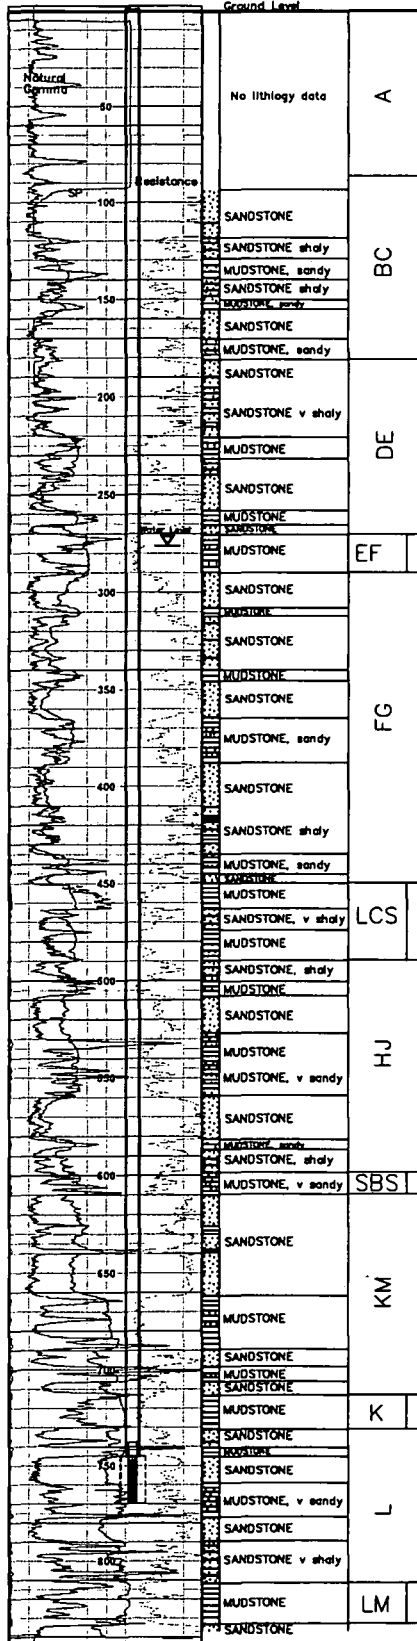 Ground Level
Natural
Gamma
No lithlogy data
A
50
Resistance
SP
100
SANDSTONE
SANDSTONE shaly
BC
MUDSTONE, sandy
SANDSTONE shaly
150
MUDSTONE, sandy
SANDSTONE
MUDSTONE, sandy
SANDSTONE
200
SANDSTONE v shaly
DE
MUDSTONE
250
SANDSTONE
MUDSTONE
SANDSTONE
Water Level
MUDSTONE
EF
300
SANDSTONE
MUDSTONE
SANDSTONE
MUDSTONE
350
SANDSTONE
FG
MUDSTONE, sandy
400
SANDSTONE
SANDSTONE shaly
MUDSTONE, sandy
SANDSTONE
450
MUDSTONE
SANDSTONE, v shaly
LCS
MUDSTONE
SANDSTONE, shaly
500
MUDSTONE
SANDSTONE
MUDSTONE
HJ
550
MUDSTONE, v sandy
SANDSTONE
MUDSTONE, sandy
SANDSTONE, shaly
600
MUDSTONE, v sandy
SBS
SANDSTONE
650
KM
MUDSTONE
SANDSTONE
700
MUDSTONE
SANDSTONE
MUDSTONE
K
SANDSTONE
MUDSTONE
750
SANDSTONE
MUDSTONE, v sandy
L
SANDSTONE
800
SANDSTONE v shaly
MUDSTONE
LM
SANDSTONE